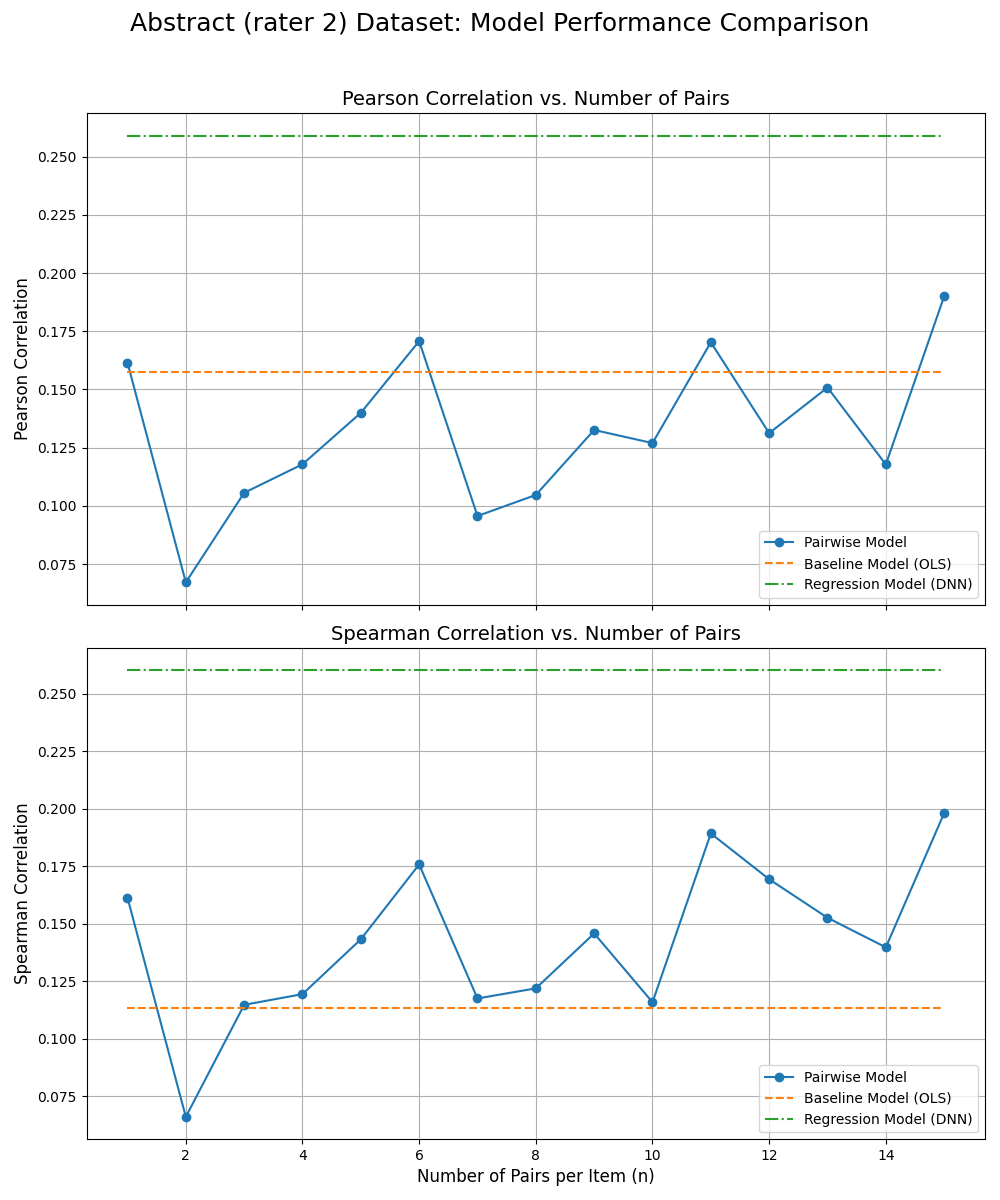 Abstract (rater 2) Dataset: Model Performance Comparison
Pearson Correlation vs. Number of Pairs
0.250
0.225
0.200
0.175
0.150
0.125
0.100
0.075
Pearson Correlation
Pairwise Model
Baseline Model (OLS)
Regression Model (DNN)
Spearman Correlation vs. Number of Pairs
0.250
0.225
0.200
0.175
0.150
0.125
0.100
0.075
Spearman Correlation
Pairwise Model
Baseline Model (OLS)
Regression Model (DNN)
2 4 6 8 10 12 14
Number of Pairs per Item (n)